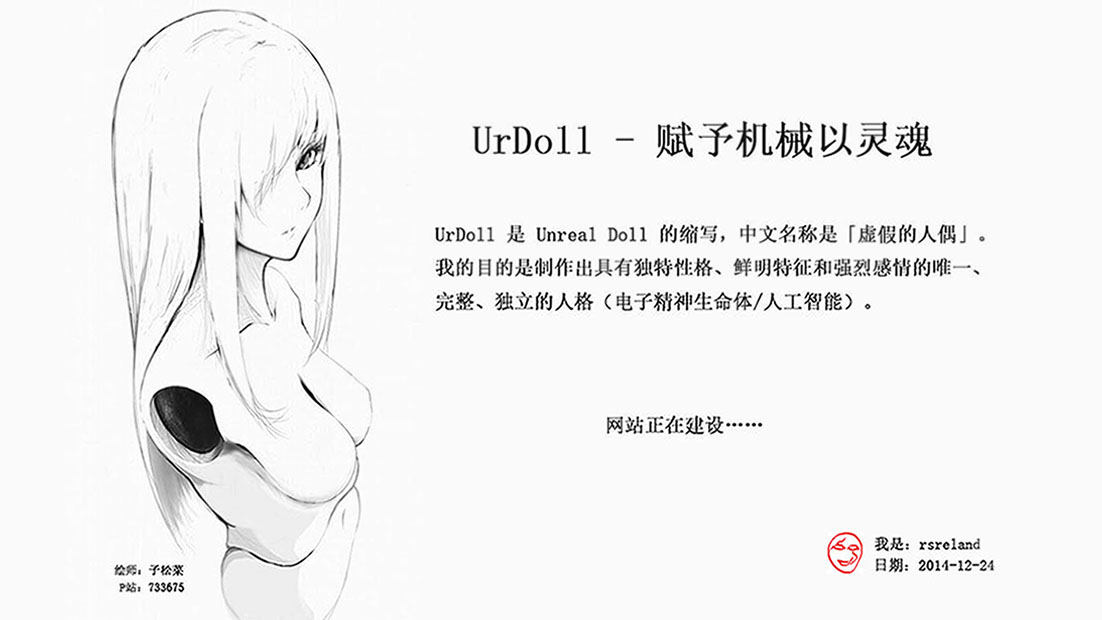 UrDoll - 赋予机械以灵魂
UrDoll 是 Unreal Doll 的缩写，中文名称是「虚假的人偶」。
我的目的是制作出具有独特性格、鲜明特征和强烈感情的唯一、
完整、独立的人格（电子精神生命体/人工智能）。
网站正在建设……
绘师：子松菜
P站：733675
我是：rsreland
日期：2014-12-24